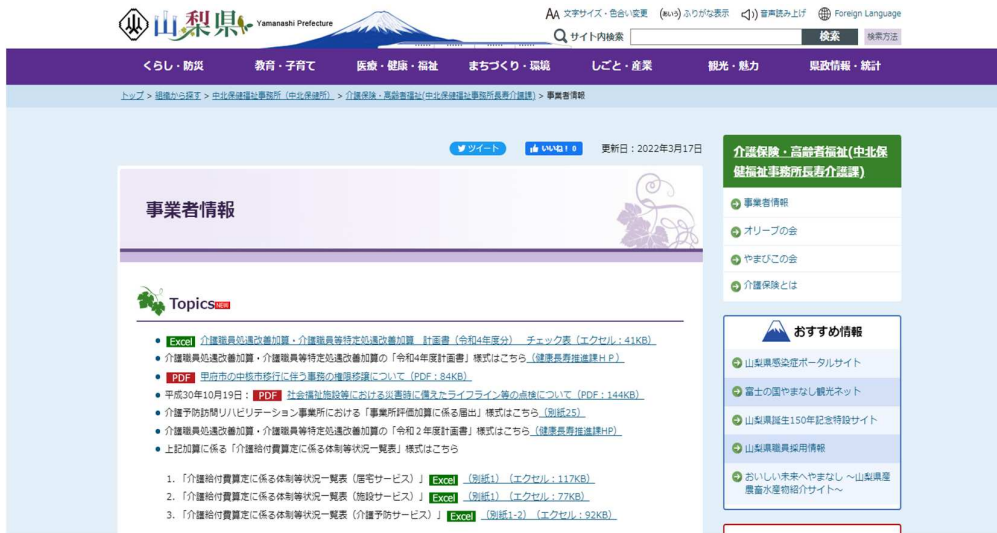 山梨県 Yamanashi Prefecture
AA 文字サイズ・色合い変更 (あいう) ふりがな表示 音声読み上げ Foreign Language
サイト内検索 検索 検索方法
くらし・防災 教育・子育て 医療・健康・福祉 まちづくり・環境 しごと・産業 観光・魅力 県政情報・統計
トップ > 組織から探す > 中北保健福祉事務所（中北保健所） > 介護保険・高齢者福祉(中北保健福祉事務所長寿介護課) > 事業者情報
ツイート いいね！ 0 更新日：2022年3月17日
事業者情報
Topics NEW
Excel 介護職員処遇改善加算・介護職員等特定処遇改善加算 計画書（令和4年度分） チェック表（エクセル：41KB）
介護職員処遇改善加算・介護職員等特定処遇改善加算の「令和4年度計画書」様式はこちら（健康長寿推進課ＨＰ）
PDF 甲府市の中核市移行に伴う事務の権限移譲について（PDF：84KB）
平成30年10月19日： PDF 社会福祉施設等における災害時に備えたライフライン等の点検について（PDF：144KB）
介護予防訪問リハビリテーション事業所における「事業所評価加算に係る届出」様式はこちら（別紙25）
介護職員処遇改善加算・介護職員等特定処遇改善加算の「令和２年度計画書」様式はこちら（健康長寿推進課HP）
上記加算に係る「介護給付費算定に係る体制等状況一覧表」様式はこちら
1. 「介護給付費算定に係る体制等状況一覧表（居宅サービス）」 Excel （別紙1）（エクセル：117KB）
2. 「介護給付費算定に係る体制等状況一覧表（施設サービス）」 Excel （別紙1）（エクセル：77KB）
3. 「介護給付費算定に係る体制等状況一覧表（介護予防サービス）」 Excel （別紙1-2）（エクセル：92KB）
介護保険・高齢者福祉(中北保
健福祉事務所長寿介護課)
事業者情報
オリーブの会
やまびこの会
介護保険とは
おすすめ情報
山梨県感染症ポータルサイト
富士の国やまなし観光ネット
山梨県誕生150年記念特設サイト
山梨県職員採用情報
おいしい未来へやまなし ～山梨県産
農畜水産物紹介サイト～